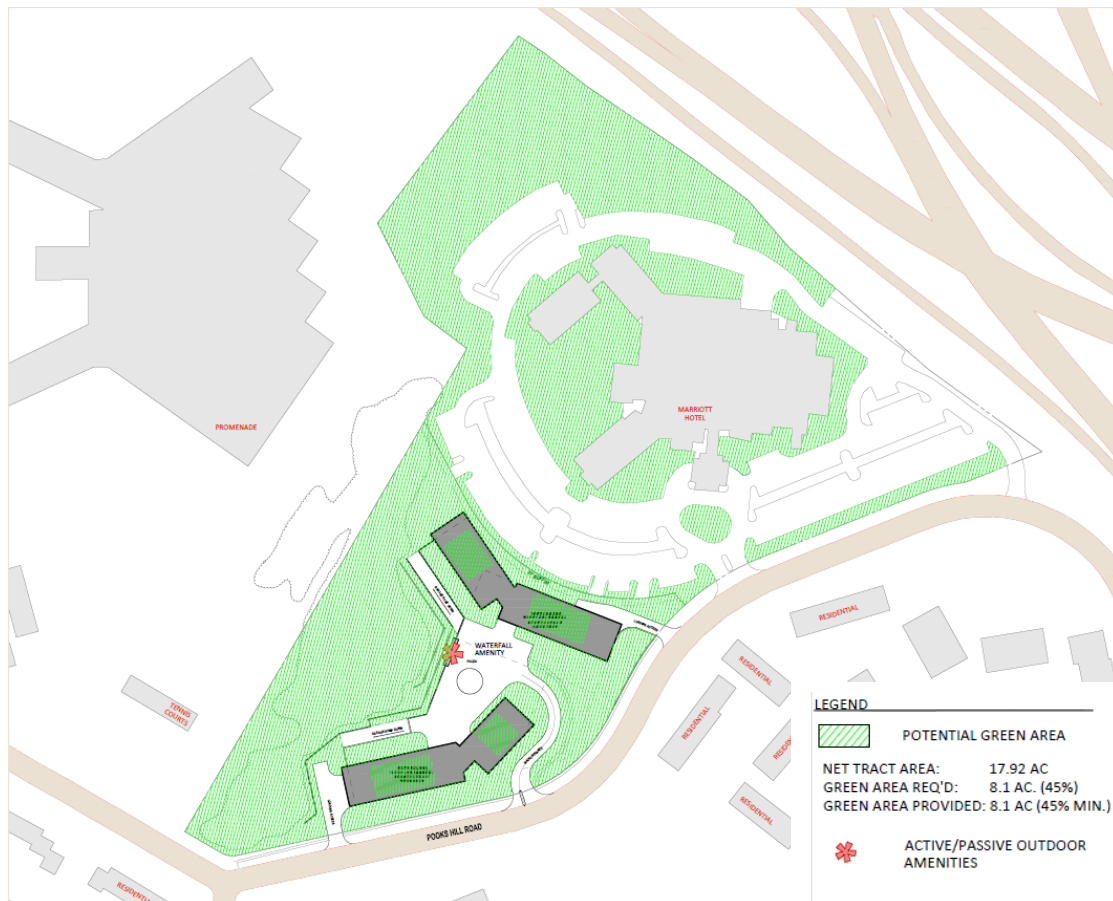 PROMENADE
MARRIOTT
HOTEL
WATERFALL
AMENITY
TENNIS
COURTS
RESIDENTIAL
RESIDENTIAL
RESIDENTIAL
RESIDENTIAL
RESIDENTIAL
POOKS HILL ROAD
LEGEND
POTENTIAL GREEN AREA
NET TRACT AREA: 17.92 AC
GREEN AREA REQ'D: 8.1 AC. (45%)
GREEN AREA PROVIDED: 8.1 AC (45% MIN.)
ACTIVE/PASSIVE OUTDOOR
AMENITIES